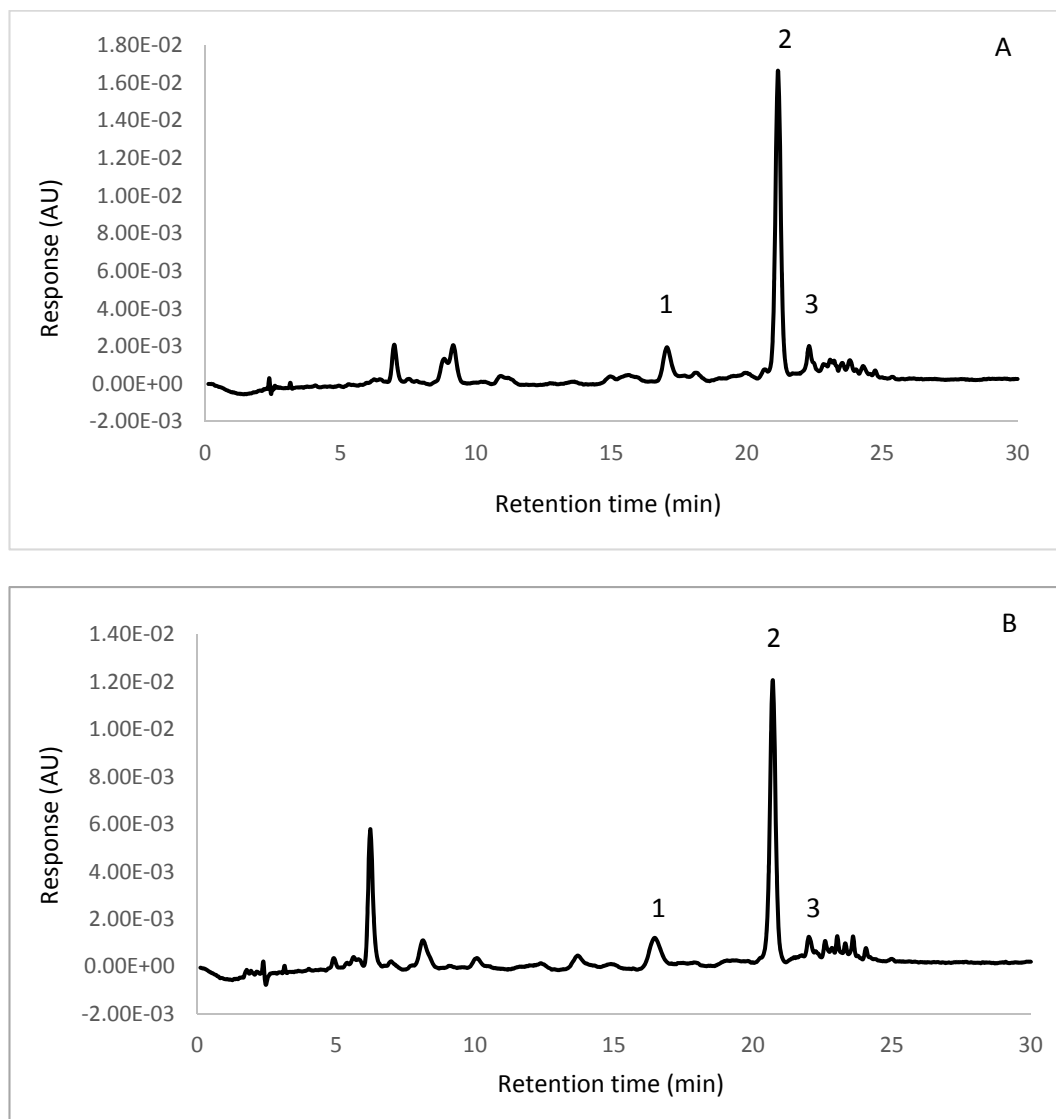 A
2
1.80E-02
1.60E-02
1.40E-02
1.20E-02
1.00E-02
8.00E-03
6.00E-03
4.00E-03
2.00E-03
0.00E+00
-2.00E-03
Response (AU)
1
3
0 5 10 15 20 25 30
Retention time (min)
B
2
1.40E-02
1.20E-02
1.00E-02
8.00E-03
6.00E-03
4.00E-03
2.00E-03
0.00E+00
-2.00E-03
Response (AU)
1
3
0 5 10 15 20 25 30
Retention time (min)